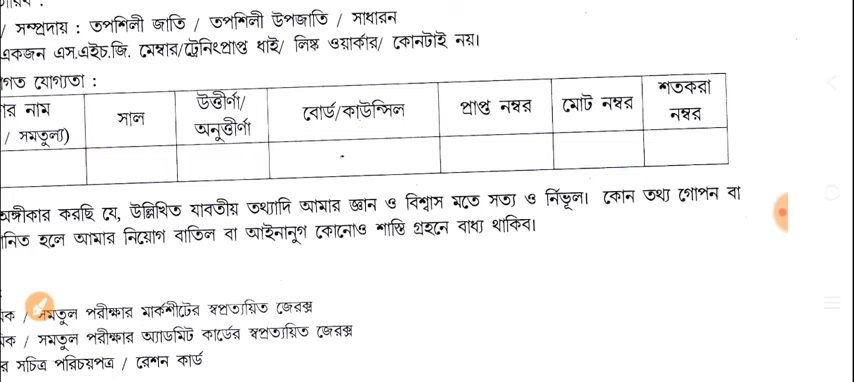 / সম্প্রদায় : তপশিলী জাতি / তপশিলী উপজাতি / সাধারন
একজন এস.এইচ.জি. মেম্বার/ট্রেনিংপ্রাপ্ত ধাই/ লিঙ্ক ওয়ার্কার/ কোনটাই নয়।
গত যোগ্যতা :
র নাম
/ সমতুল্য)
সাল
উত্তীর্ণা/
অনুত্তীর্ণা
বোর্ড/কাউন্সিল
প্রাপ্ত নম্বর
মোট নম্বর
শতকরা
নম্বর
অঙ্গীকার করছি যে, উল্লিখিত যাবতীয় তথ্যাদি আমার জ্ঞান ও বিশ্বাস মতে সত্য ও নির্ভূল। কোন তথ্য গোপন বা
নিত হলে আমার নিয়োগ বাতিল বা আইনানুগ কোনোও শাস্তি গ্রহনে বাধ্য থাকিব।
/ সমতুল পরীক্ষার মার্কশীটের স্বপ্রত্যয়িত জেরক্স
/ সমতুল পরীক্ষার অ্যাডমিট কার্ডের স্বপ্রত্যয়িত জেরক্স
র সচিত্র পরিচয়পত্র / রেশন কার্ড